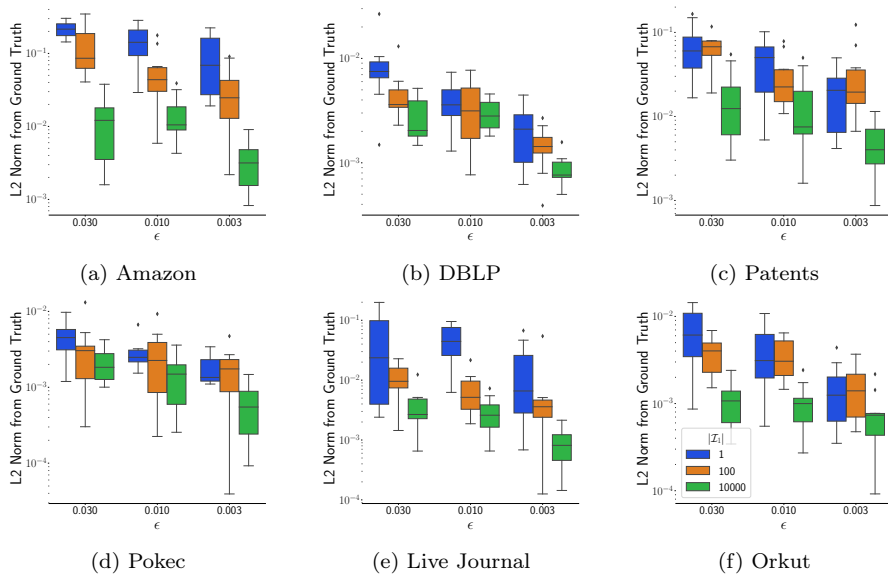 L2 Norm from Ground Truth
10⁻¹
10⁻²
10⁻³
0.030 0.010 0.003
ϵ
(a) Amazon
L2 Norm from Ground Truth
10⁻²
10⁻³
0.030 0.010 0.003
ϵ
(b) DBLP
L2 Norm from Ground Truth
10⁻¹
10⁻²
10⁻³
0.030 0.010 0.003
ϵ
(c) Patents
L2 Norm from Ground Truth
10⁻²
10⁻³
10⁻⁴
0.030 0.010 0.003
ϵ
(d) Pokec
L2 Norm from Ground Truth
10⁻¹
10⁻²
10⁻³
10⁻⁴
0.030 0.010 0.003
ϵ
(e) Live Journal
L2 Norm from Ground Truth
10⁻²
10⁻³
10⁻⁴
|ℐ₁|
1
100
10000
0.030 0.010 0.003
ϵ
(f) Orkut